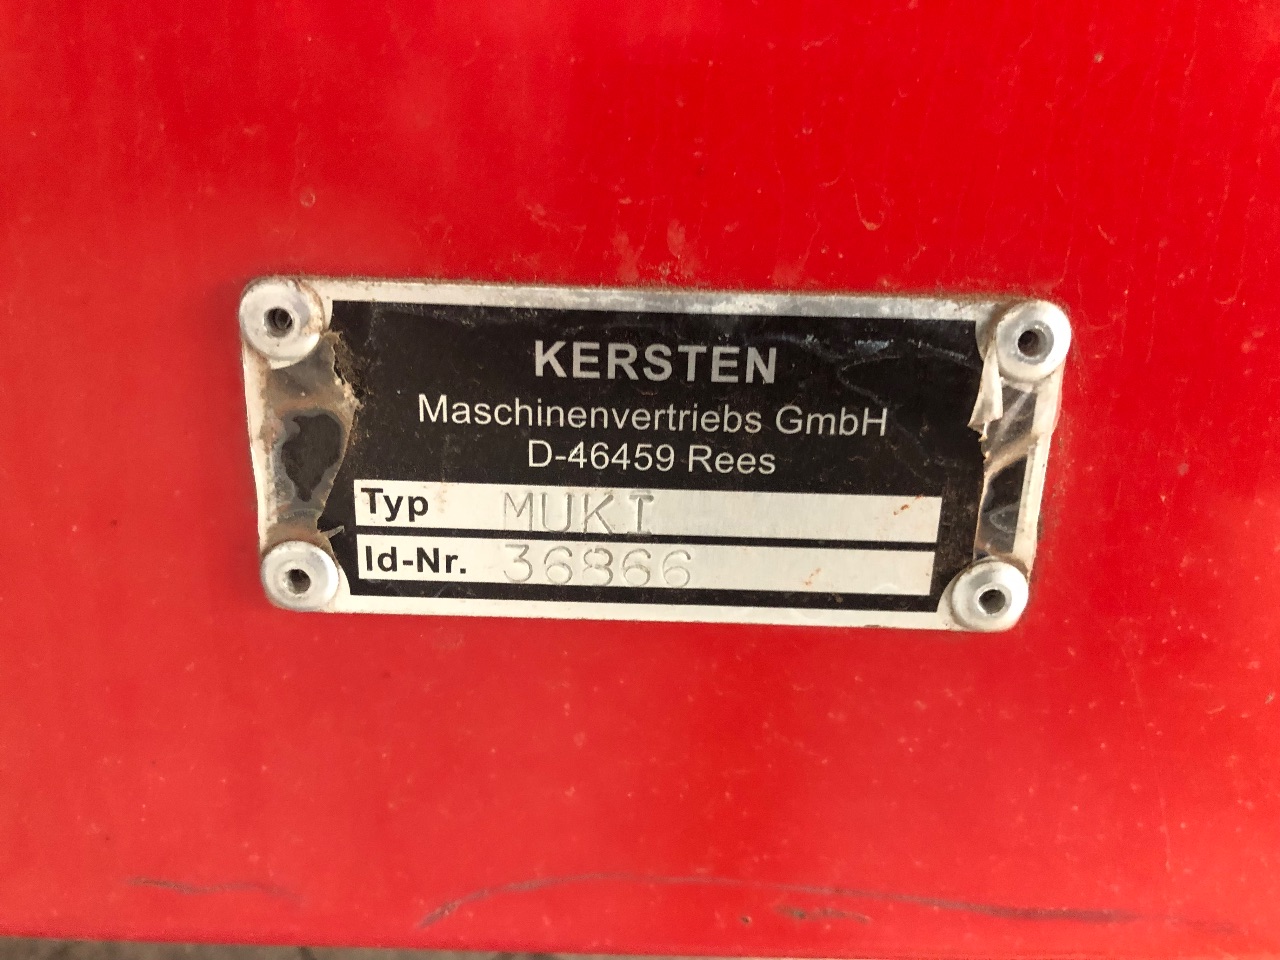 KERSTEN
Maschinenvertriebs GmbH
D-46459 Rees
Typ MUKI
Id-Nr. 36866